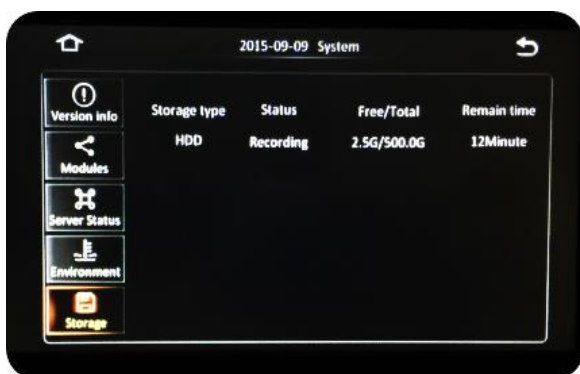 2015-09-09 System
Version info
Modules
Server Status
Environment
Storage
Storage type Status Free/Total Remain time
HDD Recording 2.5G/500.0G 12Minute